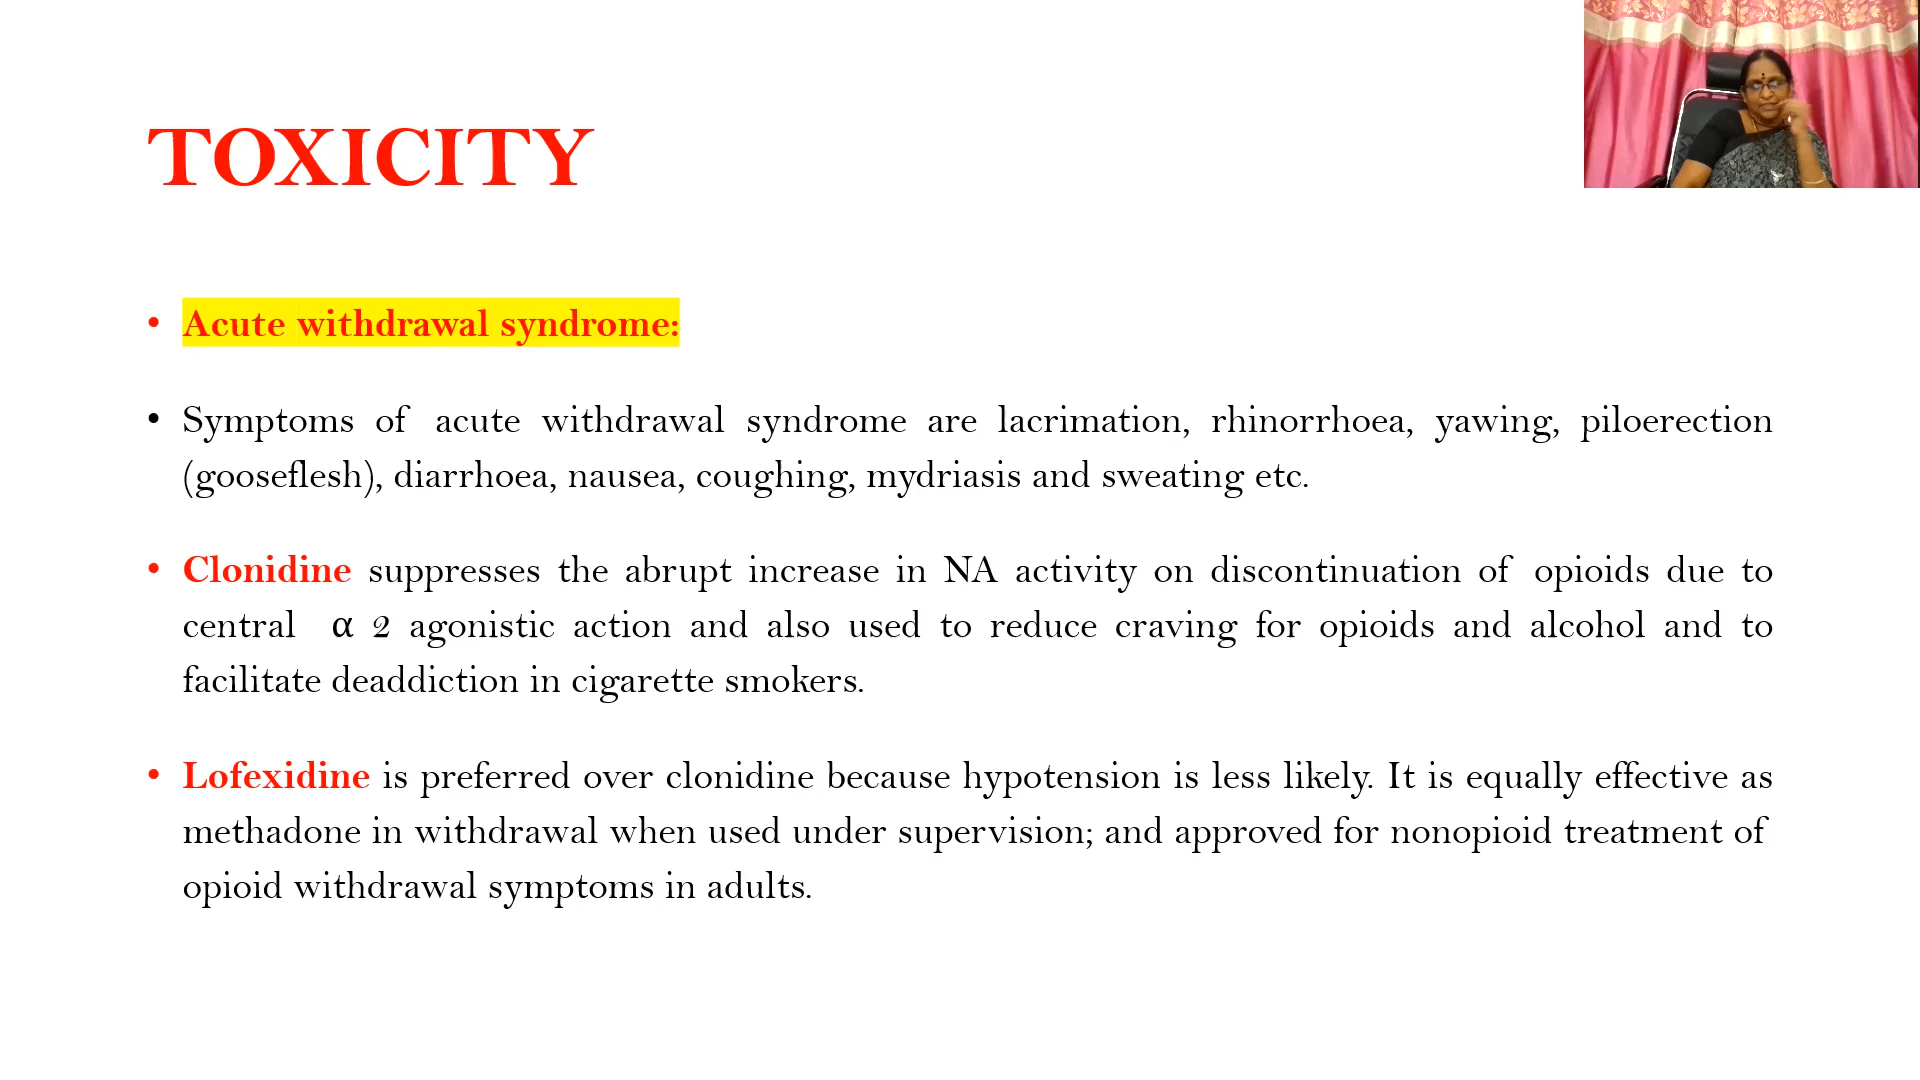 TOXICITY
• Acute withdrawal syndrome:
• Symptoms of acute withdrawal syndrome are lacrimation, rhinorrhoea, yawing, piloerection
(gooseflesh), diarrhoea, nausea, coughing, mydriasis and sweating etc.
• Clonidine suppresses the abrupt increase in NA activity on discontinuation of opioids due to
central α 2 agonistic action and also used to reduce craving for opioids and alcohol and to
facilitate deaddiction in cigarette smokers.
• Lofexidine is preferred over clonidine because hypotension is less likely. It is equally effective as
methadone in withdrawal when used under supervision; and approved for nonopioid treatment of
opioid withdrawal symptoms in adults.